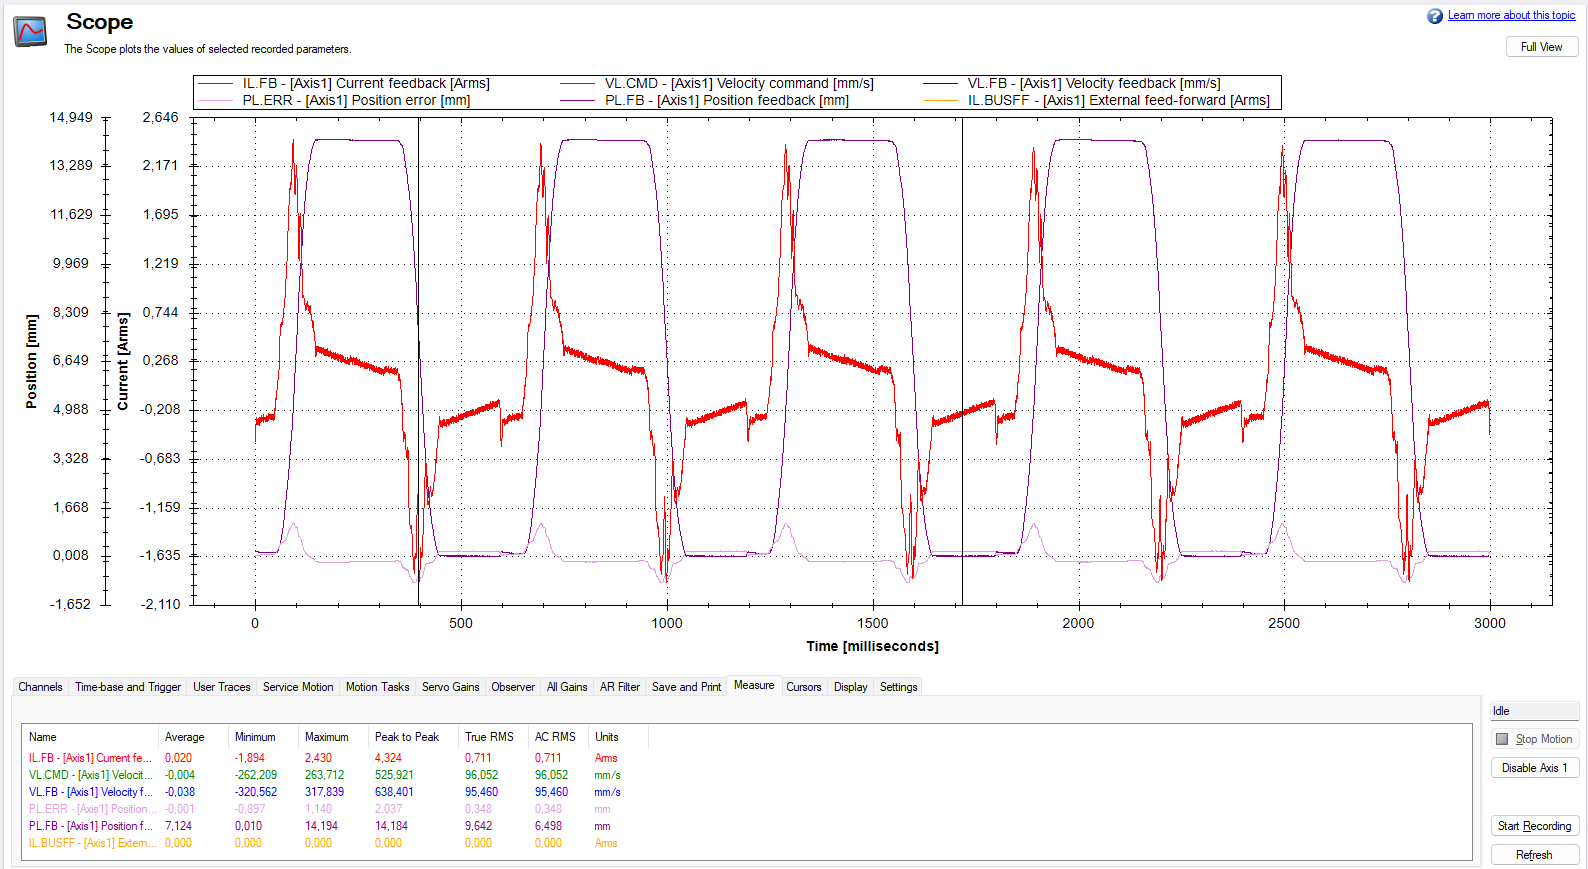 Scope
Learn more about this topic
The Scope plots the values of selected recorded parameters.
Full View
IL.FB - [Axis1] Current feedback [Arms] VL.CMD - [Axis1] Velocity command [mm/s] VL.FB - [Axis1] Velocity feedback [mm/s]
PL.ERR - [Axis1] Position error [mm] PL.FB - [Axis1] Position feedback [mm] IL.BUSFF - [Axis1] External feed-forward [Arms]
14,949 2,646
13,289 2,171
11,629 1,695
9,969 1,219
8,309 0,744
6,649 0,268
4,988 -0,208
3,328 -0,683
1,668 -1,159
0,008 -1,635
-1,652 -2,110
Position [mm]
Current [Arms]
0 500 1000 1500 2000 2500 3000
Time [milliseconds]
Channels Time-base and Trigger User Traces Service Motion Motion Tasks Servo Gains Observer All Gains AR Filter Save and Print Measure Cursors Display Settings
Name Average Minimum Maximum Peak to Peak True RMS AC RMS Units
IL.FB - [Axis1] Current fe... 0,020 -1,894 2,430 4,324 0,711 0,711 Arms
VL.CMD - [Axis1] Velocit... -0,004 -262,209 263,712 525,921 96,052 96,052 mm/s
VL.FB - [Axis1] Velocity f... -0,038 -320,562 317,839 638,401 95,460 95,460 mm/s
PL.ERR - [Axis1] Position... -0,001 -0,897 1,140 2,037 0,348 0,348 mm
PL.FB - [Axis1] Position f... 7,124 0,010 14,194 14,184 9,642 6,498 mm
IL.BUSFF - [Axis1] Extern... 0,000 0,000 0,000 0,000 0,000 0,000 Arms
Idle
Stop Motion
Disable Axis 1
Start Recording
Refresh